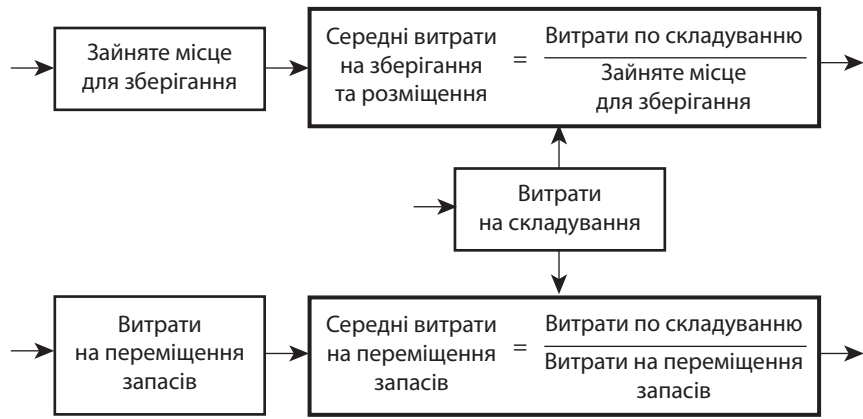 Зайняте місце
для зберігання
Середні витрати
на зберігання
та розміщення
=
Витрати по складуванню
Зайняте місце
для зберігання
Витрати
на складування
Витрати
на переміщення
запасів
Середні витрати
на переміщення
запасів
=
Витрати по складуванню
Витрати на переміщення
запасів